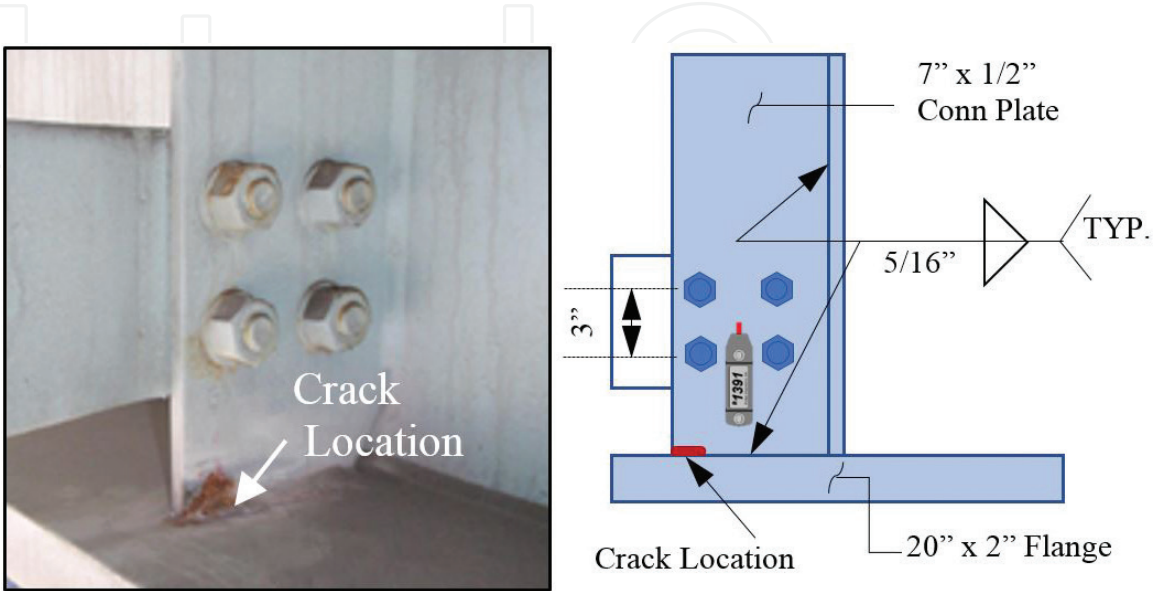 Crack
Location
7” x 1/2”
Conn Plate
TYP.
5/16”
3”
*1391
Crack Location
20” x 2” Flange